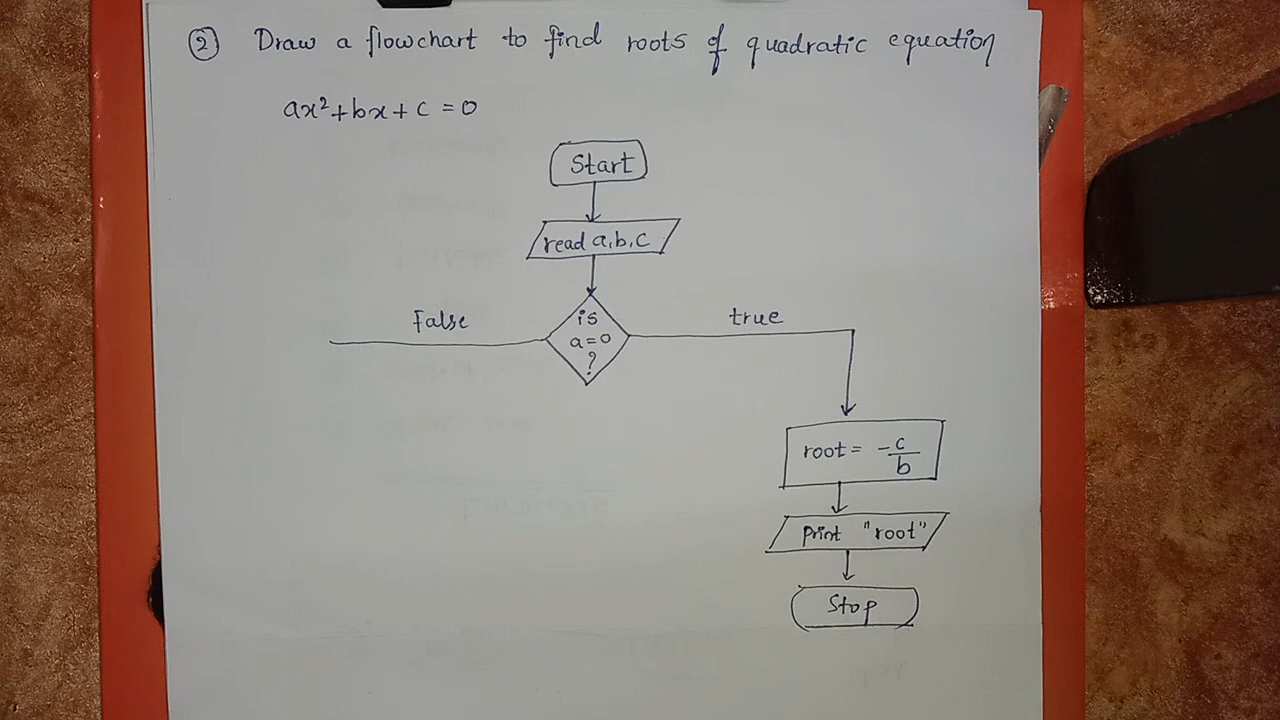 ② Draw a flowchart to find roots of quadratic equation
ax²+bx+c=0
Start
read a,b,c
is
a=0
?
False
true
root= -c/b
Print "root"
Stop